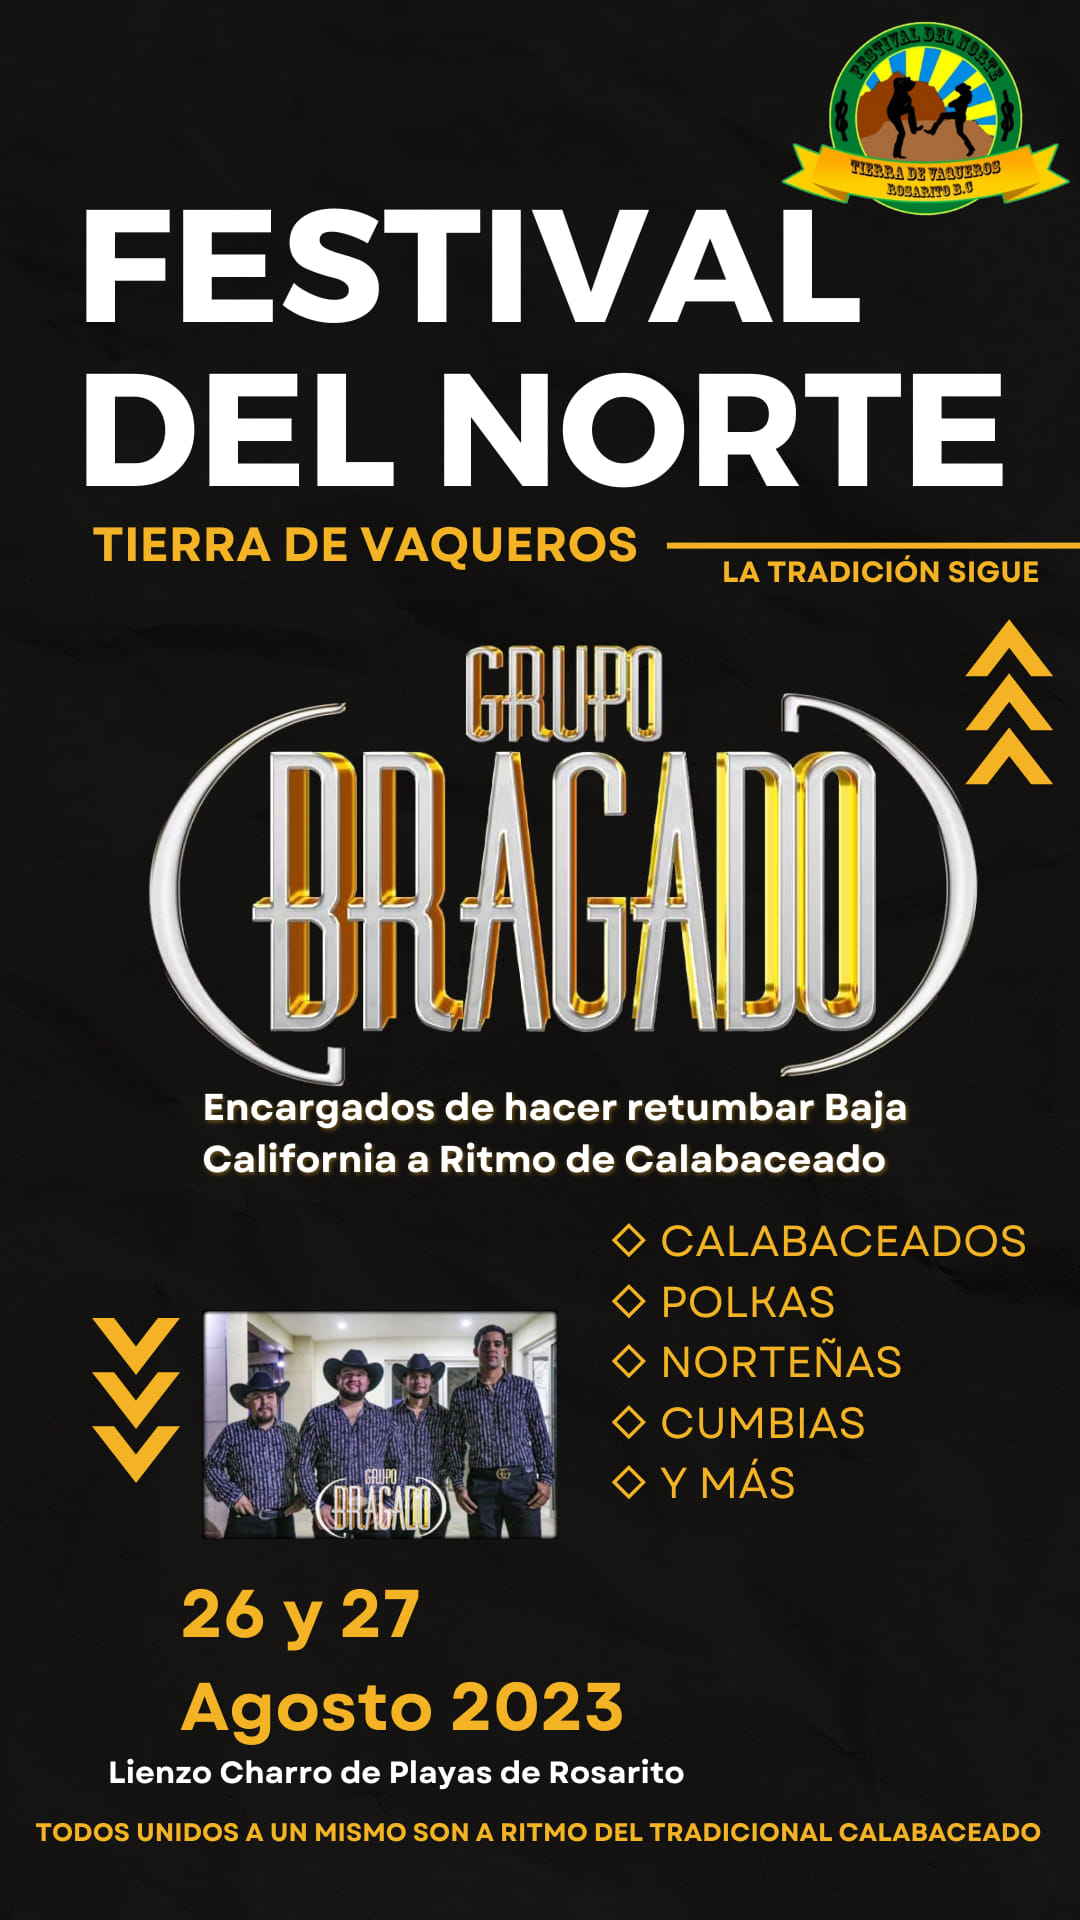 FESTIVAL DEL NORTE
TIERRA DE VAQUEROS
ROSARITO B.C
FESTIVAL
DEL NORTE
TIERRA DE VAQUEROS
LA TRADICIÓN SIGUE
GRUPO
BRAGADO
Encargados de hacer retumbar Baja
California a Ritmo de Calabaceado
CALABACEADOS
POLKAS
NORTEÑAS
CUMBIAS
Y MÁS
GRUPO
BRAGADO
26 y 27
Agosto 2023
Lienzo Charro de Playas de Rosarito
TODOS UNIDOS A UN MISMO SON A RITMO DEL TRADICIONAL CALABACEADO